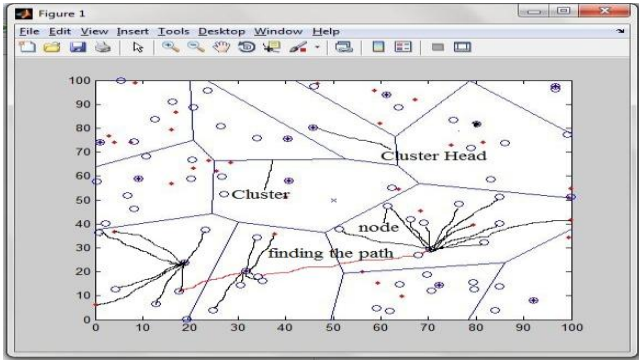 Figure 1
File Edit View Insert Tools Desktop Window Help
100
90
80
70
60
50
40
30
20
10
0
Cluster Head
Cluster
node
finding the path
0 10 20 30 40 50 60 70 80 90 100